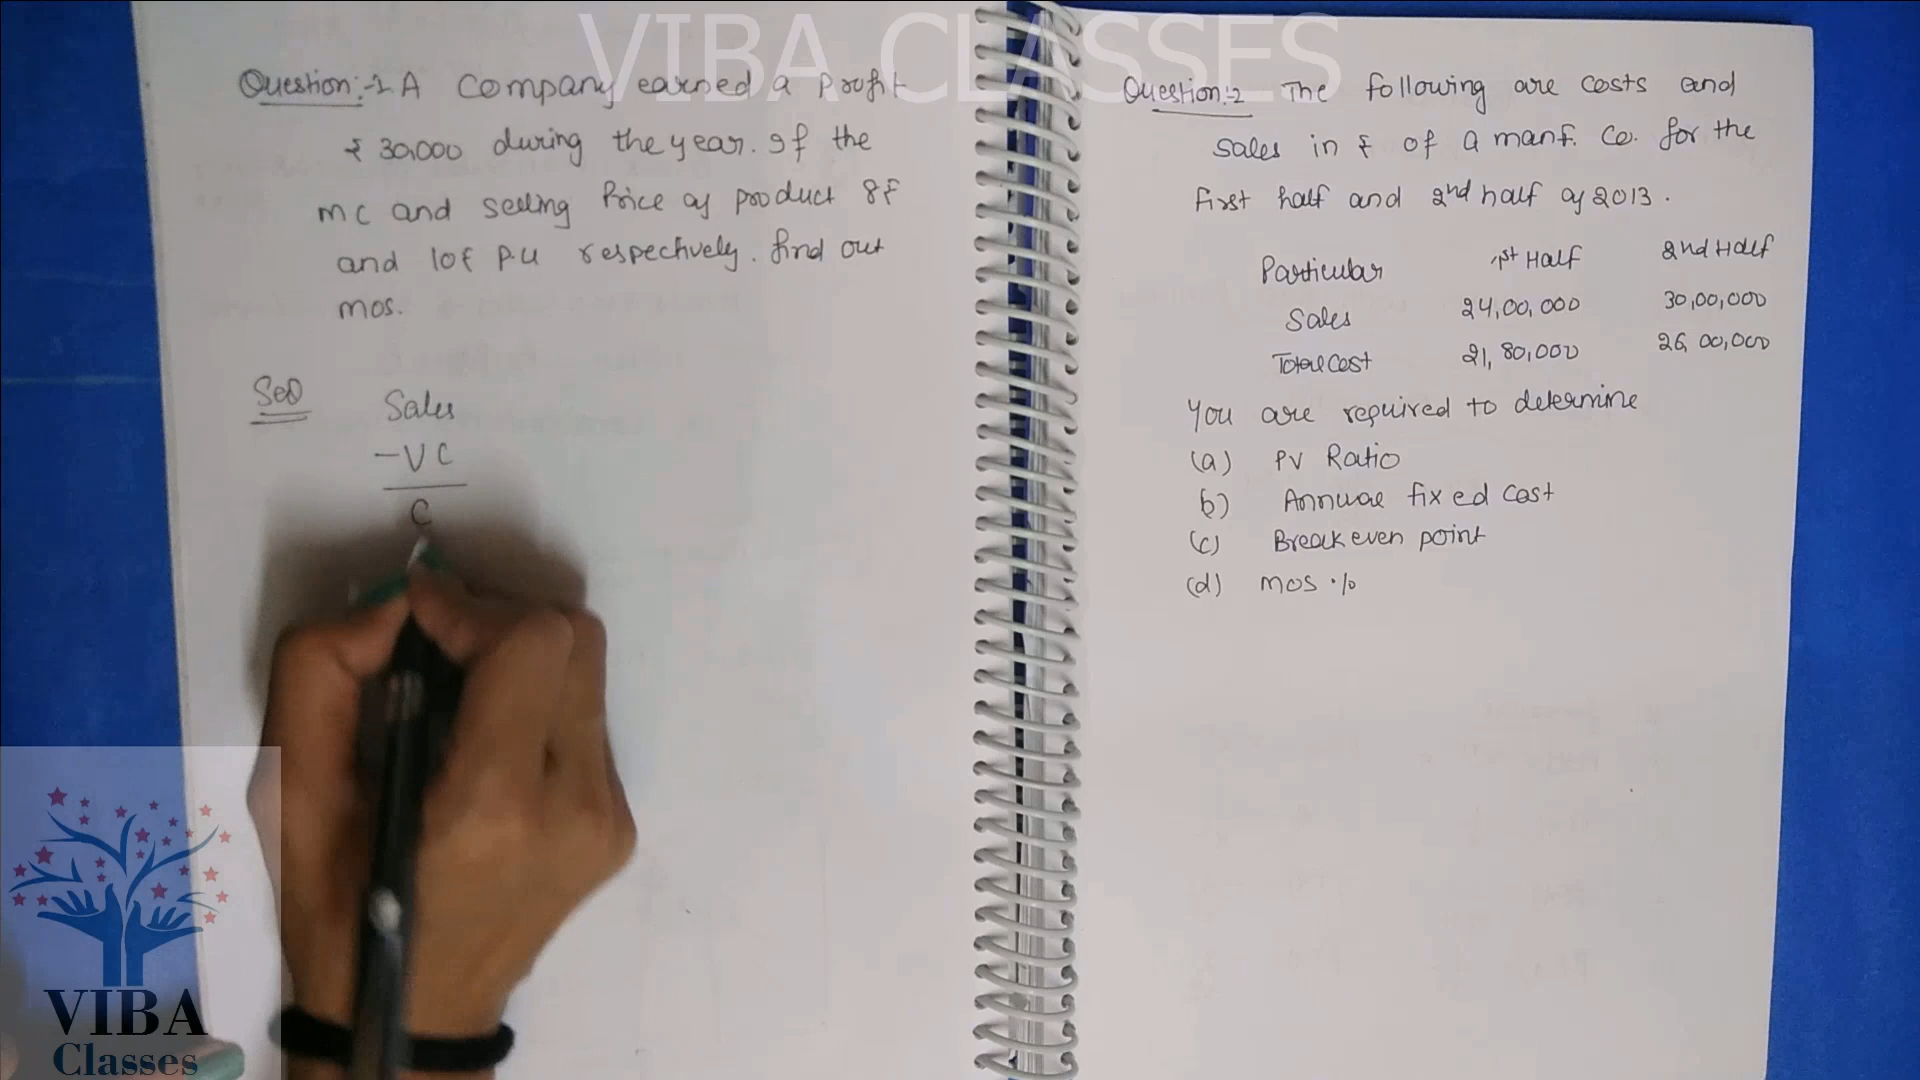 VIBA CLASSES
Question:-1 A Company earned a Profit
₹ 30,000 during the year. If the
mc and selling Price of product 8₹
and 10₹ P.U respectively. find out
mos.
Sol
Sales
-VC
C
Question:-2 The following are costs and
sales in ₹ of a manf. Co. for the
first half and 2nd half of 2013.
Particular 1st Half 2nd Half
Sales 24,00,000 30,00,000
Total Cost 21,80,000 26,00,000
You are required to determine
(a) PV Ratio
b) Annual fixed cost
(c) Break even point
(d) mos %
VIBA
Classes